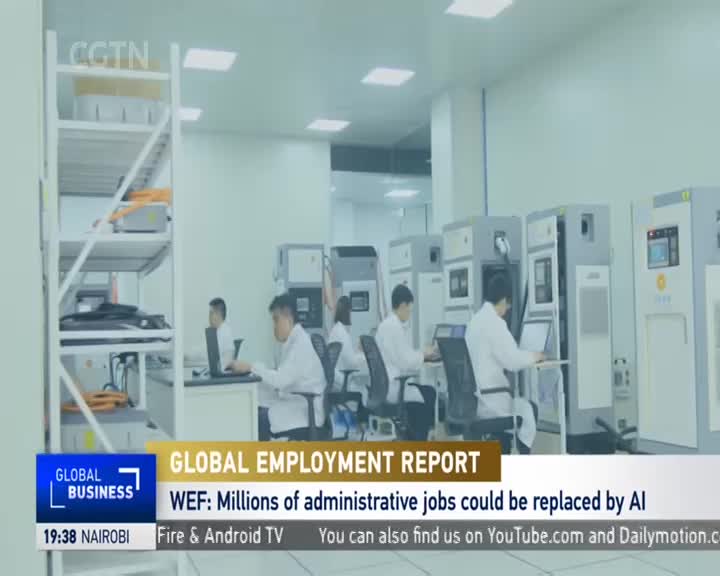 CGTN
GLOBAL EMPLOYMENT REPORT
GLOBAL
BUSINESS
WEF: Millions of administrative jobs could be replaced by AI
19:38 NAIROBI
Fire & Android TV You can also find us on YouTube.com and Dailymotion.c